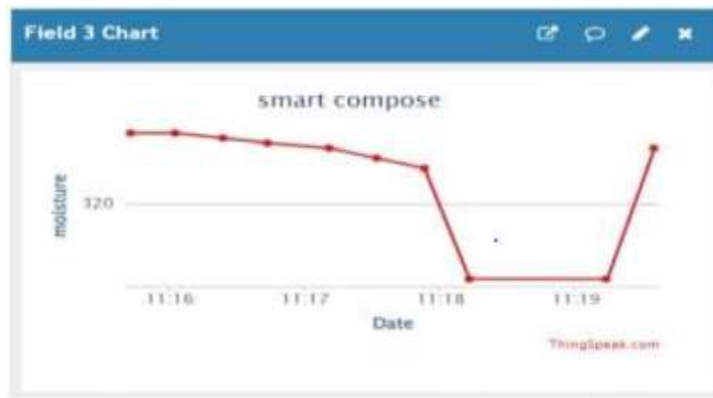 Field 3 Chart
smart compose
moisture
320
11:16 11:17 11:18 11:19
Date
ThingSpeak.com